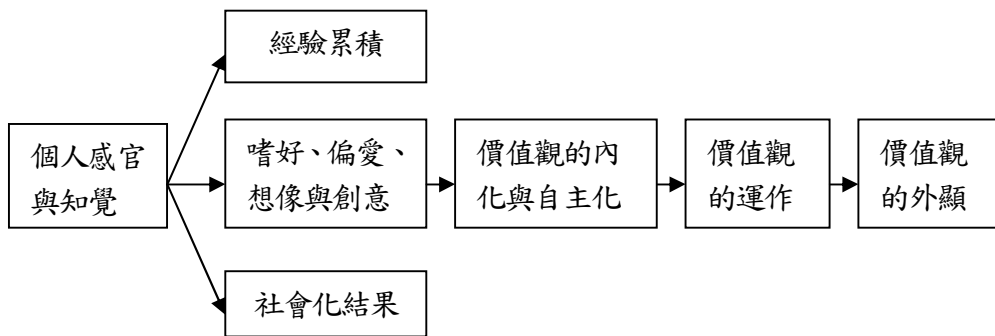 經驗累積
個人感官
與知覺
嗜好、偏愛、
想像與創意
價值觀的內
化與自主化
價值觀
的運作
價值觀
的外顯
社會化結果